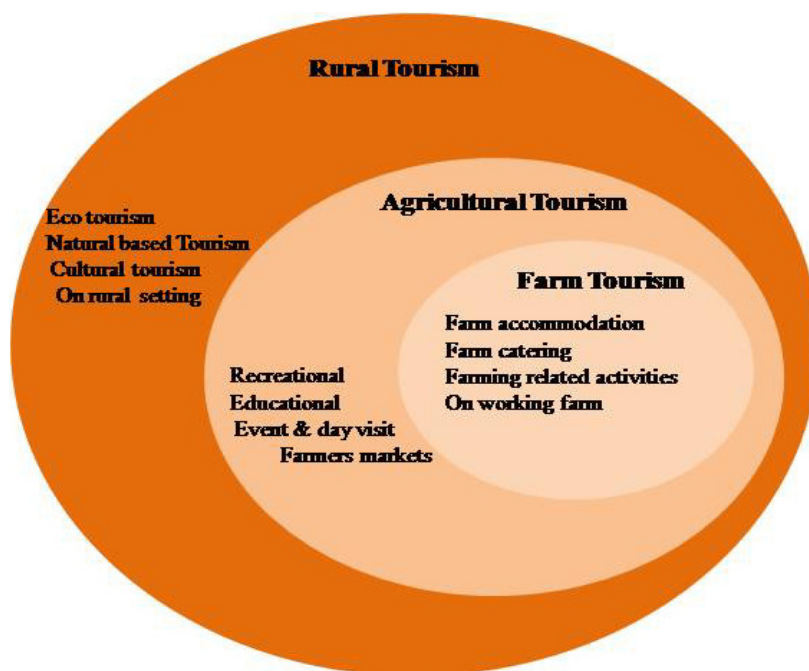 Rural Tourism
Agricultural Tourism
Eco tourism
Natural based Tourism
Cultural tourism
On rural setting
Farm Tourism
Farm accommodation
Farm catering
Farming related activities
On working farm
Recreational
Educational
Event & day visit
Farmers markets